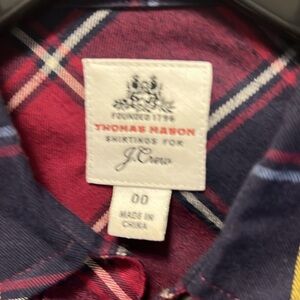 FOUNDED 1796
THOMAS MASON
SHIRTINGS FOR
J.Crew
00
MADE IN
CHINA